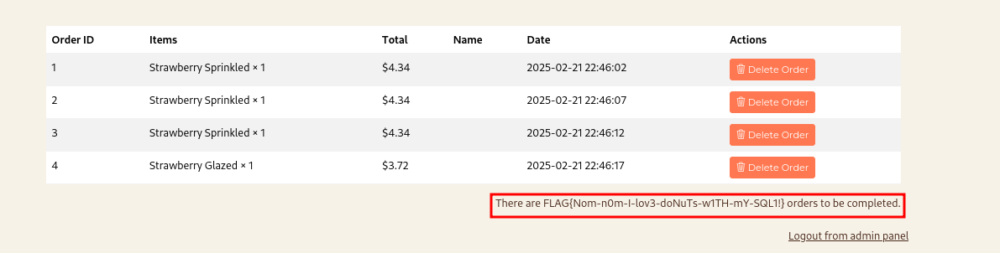 Order ID Items Total Name Date Actions
1 Strawberry Sprinkled × 1 $4.34 2025-02-21 22:46:02 Delete Order
2 Strawberry Sprinkled × 1 $4.34 2025-02-21 22:46:07 Delete Order
3 Strawberry Sprinkled × 1 $4.34 2025-02-21 22:46:12 Delete Order
4 Strawberry Glazed × 1 $3.72 2025-02-21 22:46:17 Delete Order
There are FLAG{Nom-n0m-I-lov3-doNuTs-w1TH-mY-SQL1!} orders to be completed.
Logout from admin panel